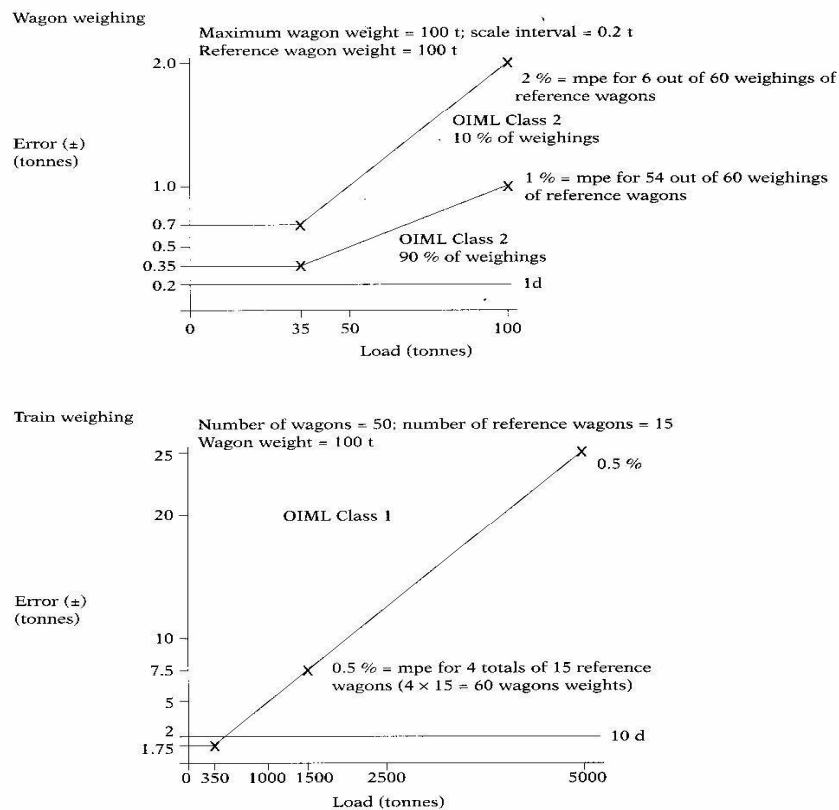 Wagon weighing
Maximum wagon weight = 100 t; scale interval = 0.2 t
Reference wagon weight = 100 t
2.0
2 % = mpe for 6 out of 60 weighings of
reference wagons
OIML Class 2
10 % of weighings
Error (±)
(tonnes)
1.0
1 % = mpe for 54 out of 60 weighings
of reference wagons
0.7
OIML Class 2
90 % of weighings
0.5
0.35
0.2
1d
0 35 50 100
Load (tonnes)
Train weighing
Number of wagons = 50; number of reference wagons = 15
Wagon weight = 100 t
25
0.5 %
20
OIML Class 1
Error (±)
(tonnes)
10
7.5
0.5 % = mpe for 4 totals of 15 reference
wagons (4 × 15 = 60 wagons weights)
5
2
10 d
1.75
0 350 1000 1500 2500 5000
Load (tonnes)